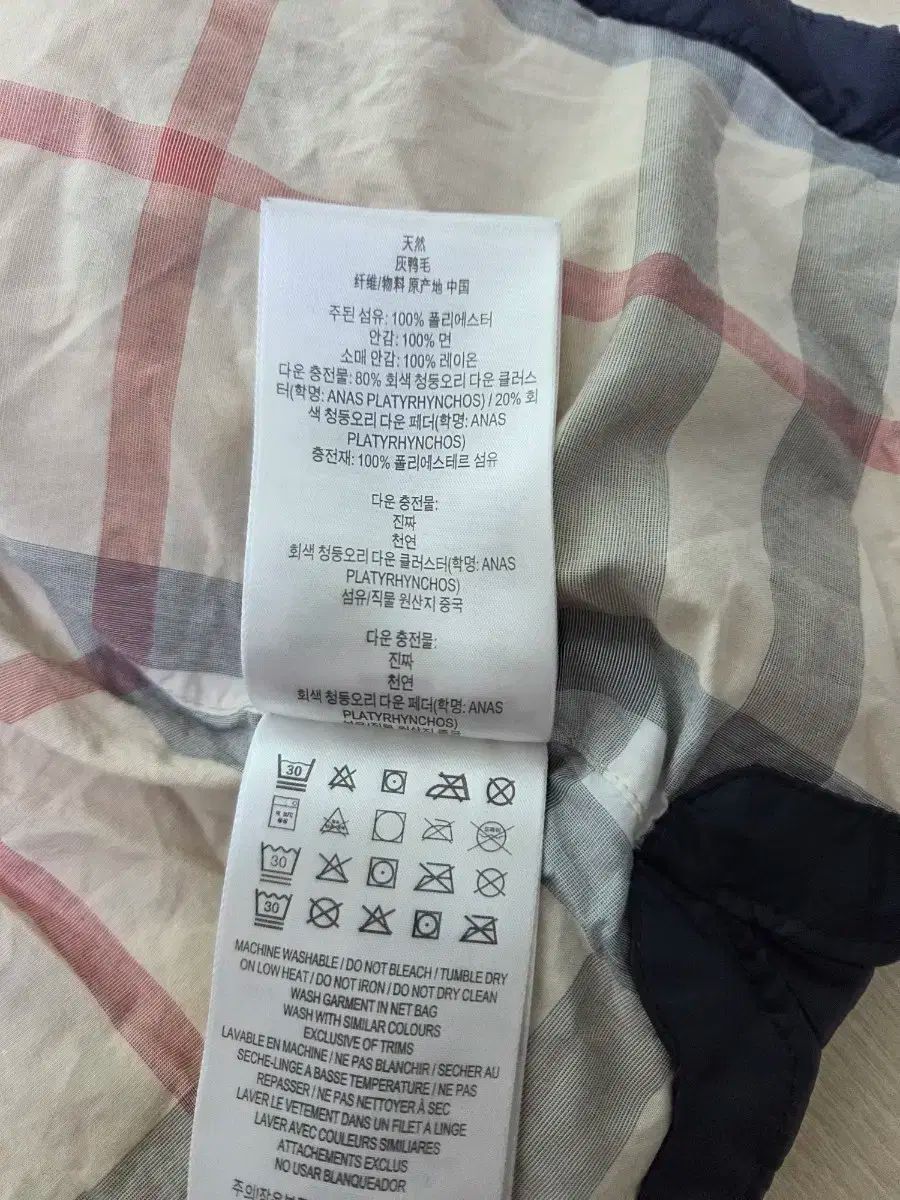 天然
灰鸭毛
纤维/物料 原产地 中国
주된 섬유: 100% 폴리에스터
안감: 100% 면
소매 안감: 100% 레이온
다운 충전물: 80% 회색 청둥오리 다운 클러스
터(학명: ANAS PLATYRHYNCHOS) / 20% 회
색 청둥오리 다운 페더(학명: ANAS
PLATYRHYNCHOS)
충전재: 100% 폴리에스테르 섬유
다운 충전물:
진짜
천연
회색 청둥오리 다운 클러스터(학명: ANAS
PLATYRHYNCHOS)
섬유/직물 원산지 중국
다운 충전물:
진짜
천연
회색 청둥오리 다운 페더(학명: ANAS
PLATYRHYNCHOS)
섬유/직물 원산지 중국
30
30
30
MACHINE WASHABLE / DO NOT BLEACH / TUMBLE DRY
ON LOW HEAT / DO NOT IRON / DO NOT DRY CLEAN
WASH GARMENT IN NET BAG
WASH WITH SIMILAR COLOURS
EXCLUSIVE OF TRIMS
LAVABLE EN MACHINE / NE PAS BLANCHIR / SECHER AU
SECHE-LINGE A BASSE TEMPERATURE / NE PAS
REPASSER / NE PAS NETTOYER À SEC
LAVER LE VETEMENT DANS UN FILET A LINGE
LAVER AVEC COULEURS SIMILIARES
ATTACHEMENTS EXCLUS
NO USAR BLANQUEADOR